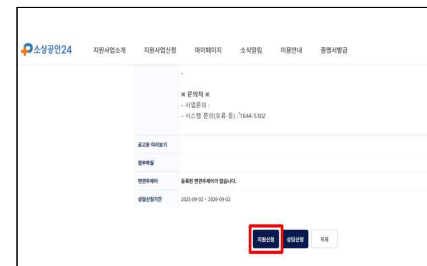 소상공인24
지원사업소개 지원사업신청 마이페이지 소식알림 이용안내 증명서발급
-
※ 문의처 ※
- 사업문의 :
- 시스템 문의(오류 등) : 1644-5302
공고문 미리보기
첨부파일
연관주제어 등록된 연관주제어가 없습니다.
상담신청기간 2025-09-02 ~ 2026-09-02
지원신청 상담신청 목록